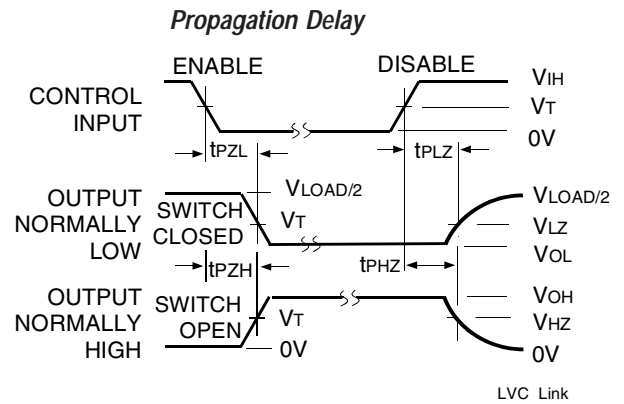 Propagation Delay
ENABLE
DISABLE
CONTROL
INPUT
VIH
VT
0V
tPZL
tPLZ
OUTPUT
NORMALLY
LOW
SWITCH
CLOSED
VLOAD/2
VT
VLOAD/2
VLZ
VOL
tPZH
tPHZ
OUTPUT
NORMALLY
HIGH
SWITCH
OPEN
VT
0V
VOH
VHZ
0V
LVC Link